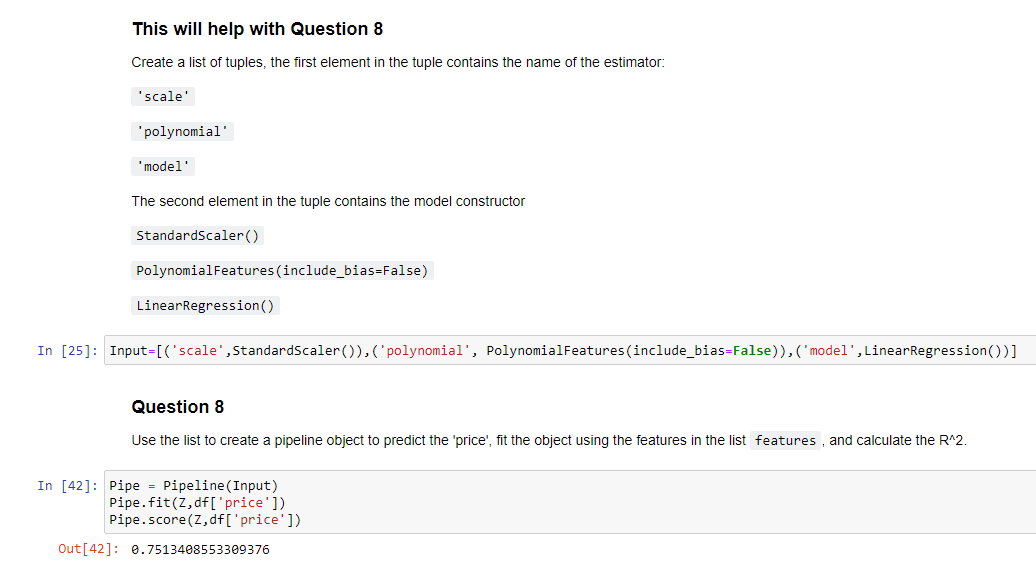 This will help with Question 8
Create a list of tuples, the first element in the tuple contains the name of the estimator:
'scale'
'polynomial'
'model'
The second element in the tuple contains the model constructor
StandardScaler()
PolynomialFeatures(include_bias=False)
LinearRegression()
In [25]: Input=[('scale',StandardScaler()),('polynomial', PolynomialFeatures(include_bias=False)),('model',LinearRegression())]
Question 8
Use the list to create a pipeline object to predict the 'price', fit the object using the features in the list features , and calculate the R^2.
In [42]: Pipe = Pipeline(Input)
Pipe.fit(Z,df['price'])
Pipe.score(Z,df['price'])
Out[42]: 0.7513408553309376